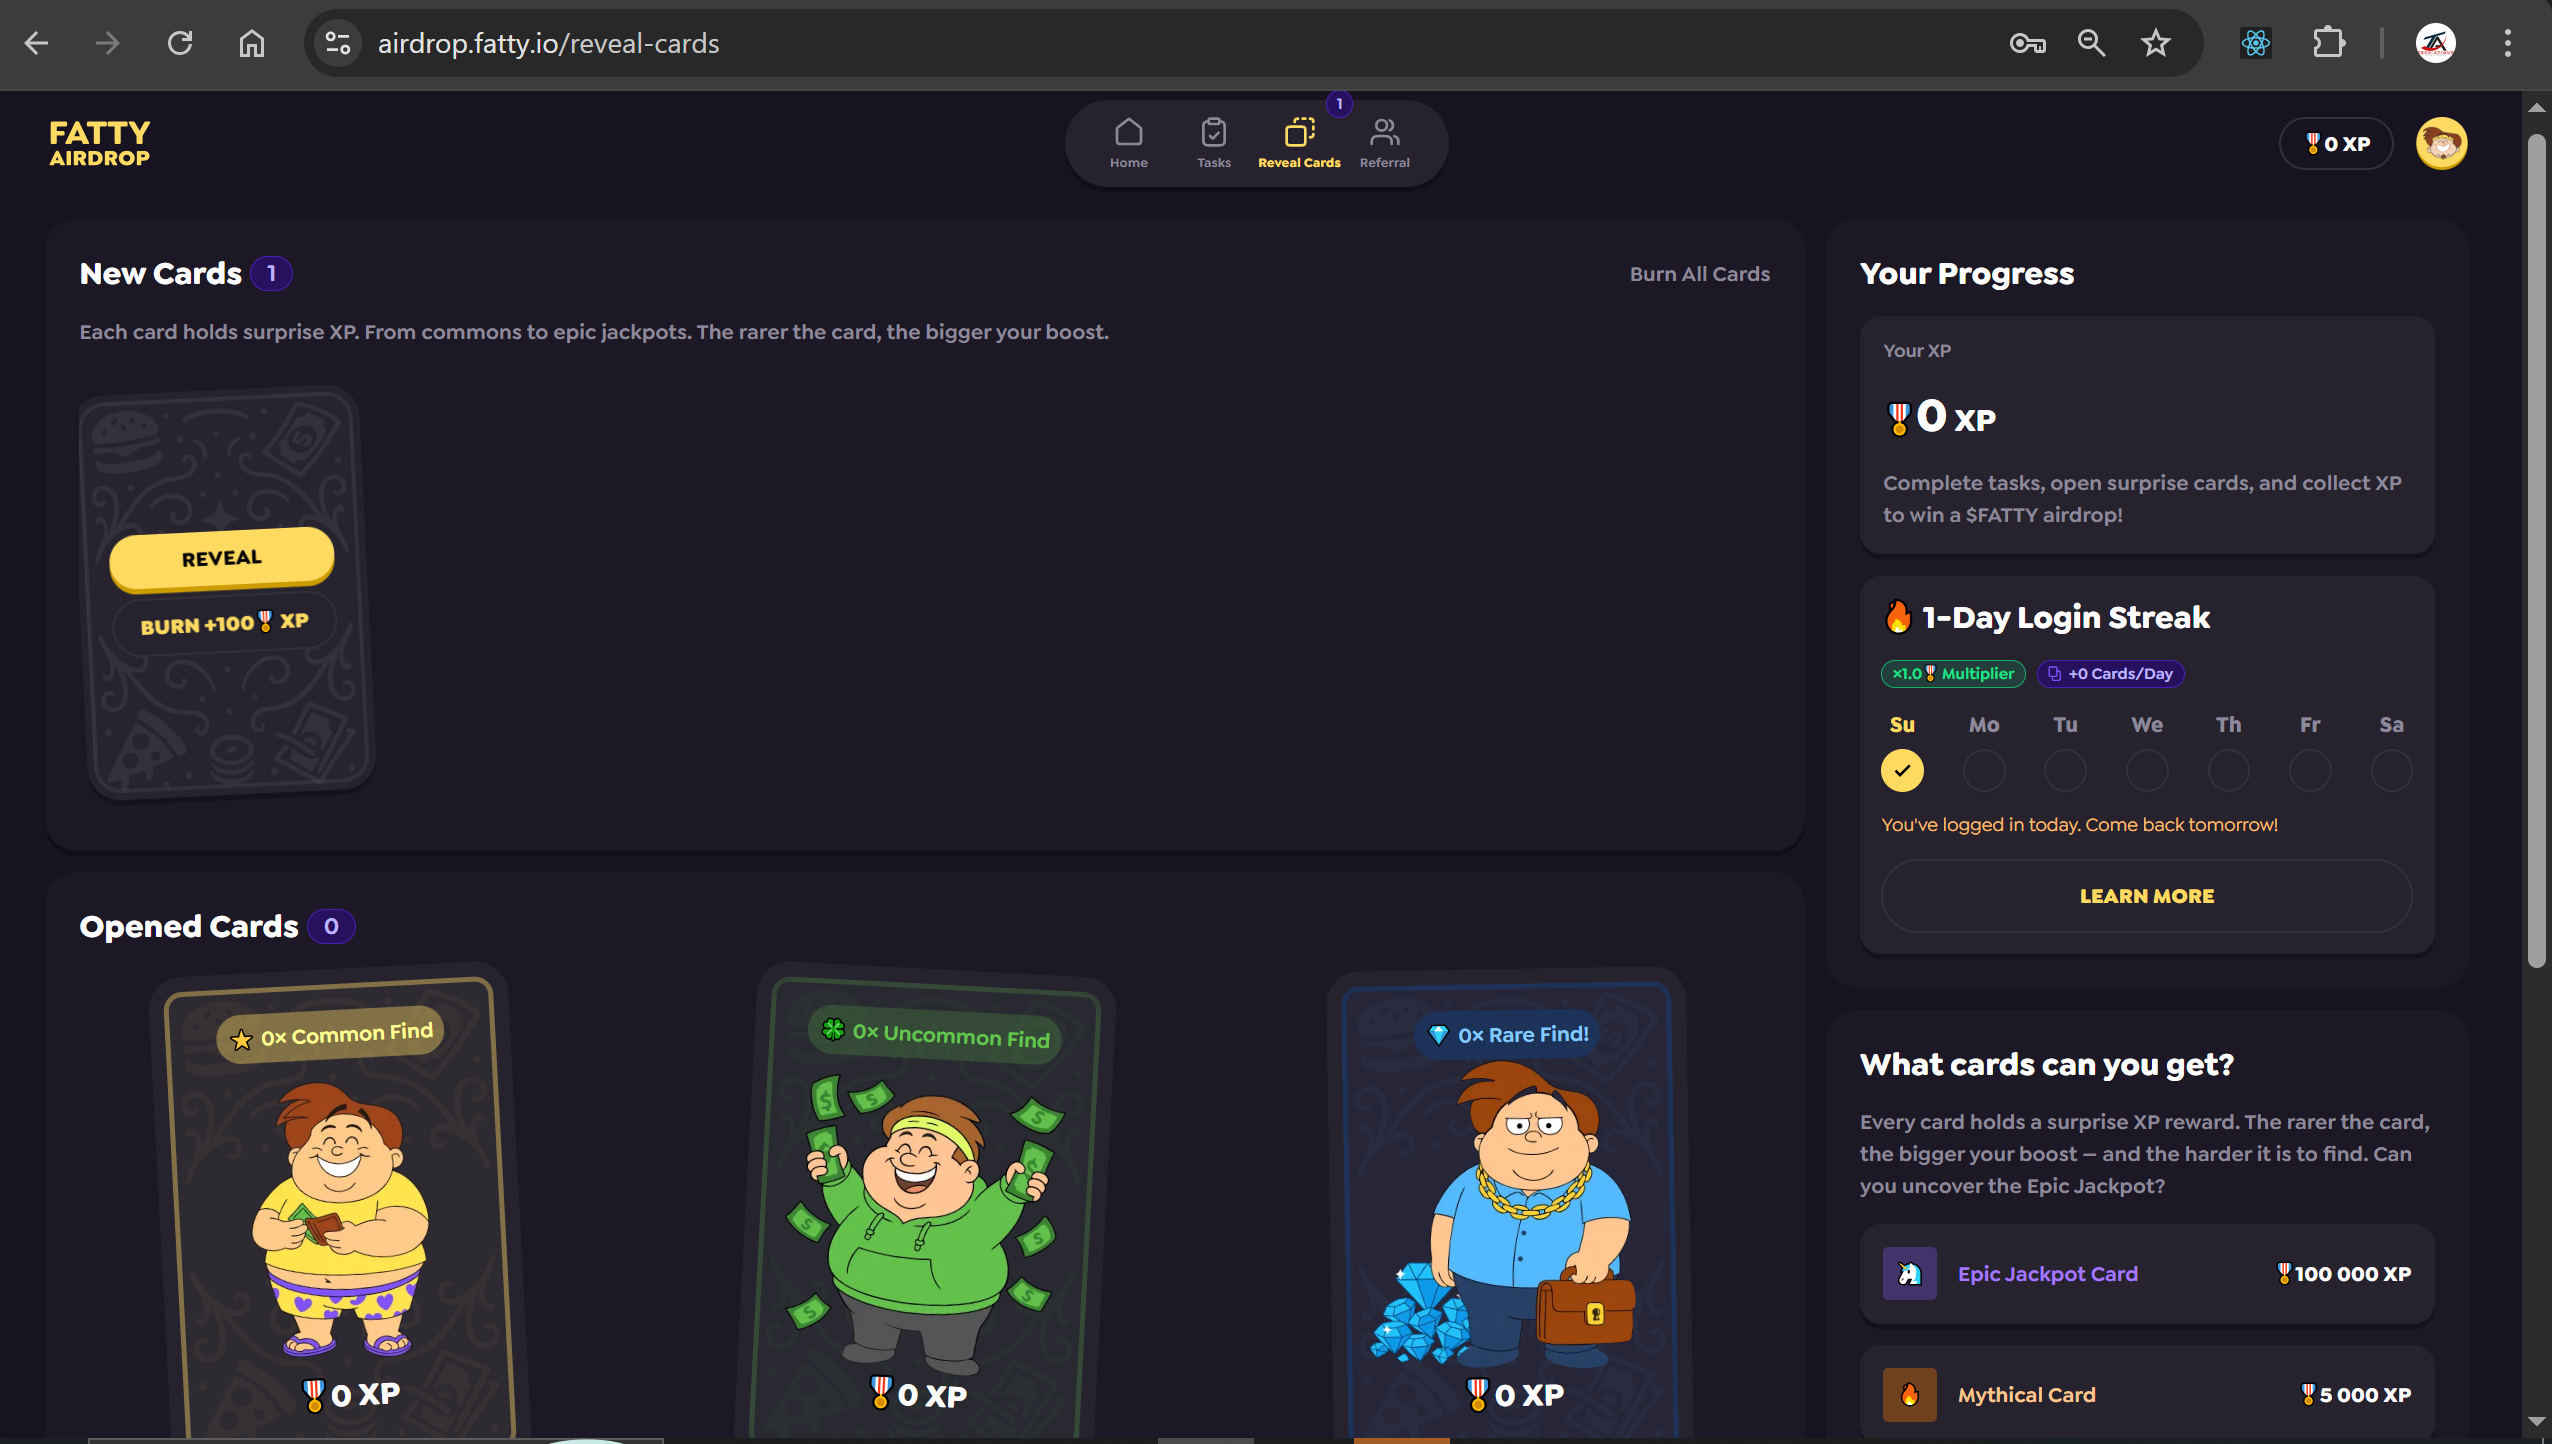 airdrop.fatty.io/reveal-cards
FATTY
AIRDROP
Home
Tasks
Reveal Cards
1
Referral
0 XP
New Cards 1
Burn All Cards
Each card holds surprise XP. From commons to epic jackpots. The rarer the card, the bigger your boost.
REVEAL
BURN +100 XP
Opened Cards 0
0× Common Find
0 XP
0× Uncommon Find
0 XP
0× Rare Find!
0 XP
Your Progress
Your XP
0 XP
Complete tasks, open surprise cards, and collect XP
to win a $FATTY airdrop!
1-Day Login Streak
×1.0 Multiplier
+0 Cards/Day
Su Mo Tu We Th Fr Sa
You've logged in today. Come back tomorrow!
LEARN MORE
What cards can you get?
Every card holds a surprise XP reward. The rarer the card,
the bigger your boost – and the harder it is to find. Can
you uncover the Epic Jackpot?
Epic Jackpot Card
100 000 XP
Mythical Card
5 000 XP